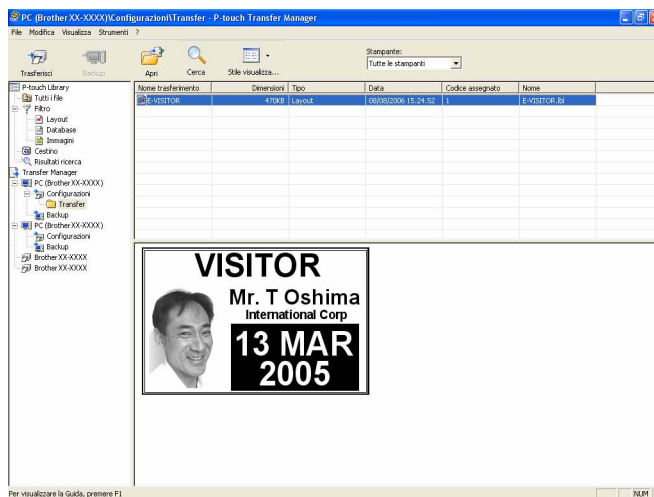 PC (Brother XX-XXXX)\Configurazioni\Transfer - P-touch Transfer Manager
File Modifica Visualizza Strumenti ?
Trasferisci Backup Apri Cerca Stile visualizza...
Stampante:
Tutte le stampanti
P-touch Library
Tutti i file
Filtro
Layout
Database
Immagini
Cestino
Risultati ricerca
Transfer Manager
PC (Brother XX-XXXX)
Configurazioni
Transfer
Backup
PC (Brother XX-XXXX)
Configurazioni
Backup
Brother XX-XXXX
Brother XX-XXXX
Nome trasferimento Dimensioni Tipo Data Codice assegnato Nome
E-VISITOR 470KB Layout 08/08/2006 15.24.52 1 E-VISITOR.lbl
VISITOR
Mr. T Oshima
International Corp
13 MAR
2005
Per visualizzare la Guida, premere F1
NUM